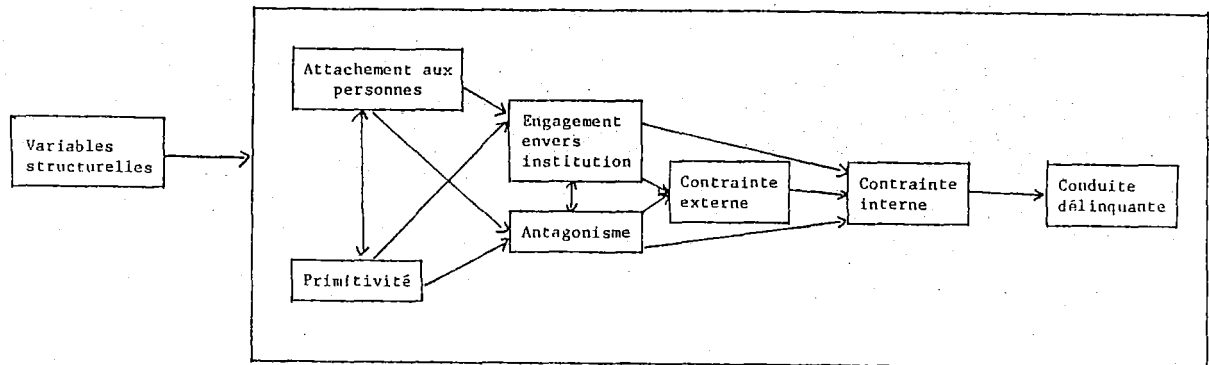 Variables
structurelles
Attachement aux
personnes
Primitivité
Engagement
envers
institution
Antagonisme
Contrainte
externe
Contrainte
interne
Conduite
délinquante